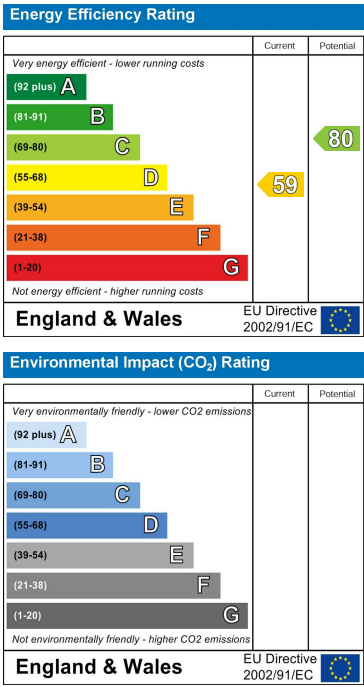 Energy Efficiency Rating
Current Potential
Very energy efficient - lower running costs
(92 plus) A
(81-91) B
(69-80) C
(55-68) D
(39-54) E
(21-38) F
(1-20) G
80
59
Not energy efficient - higher running costs
England & Wales
EU Directive
2002/91/EC
Environmental Impact (CO₂) Rating
Current Potential
Very environmentally friendly - lower CO2 emissions
(92 plus) A
(81-91) B
(69-80) C
(55-68) D
(39-54) E
(21-38) F
(1-20) G
Not environmentally friendly - higher CO2 emissions
England & Wales
EU Directive
2002/91/EC